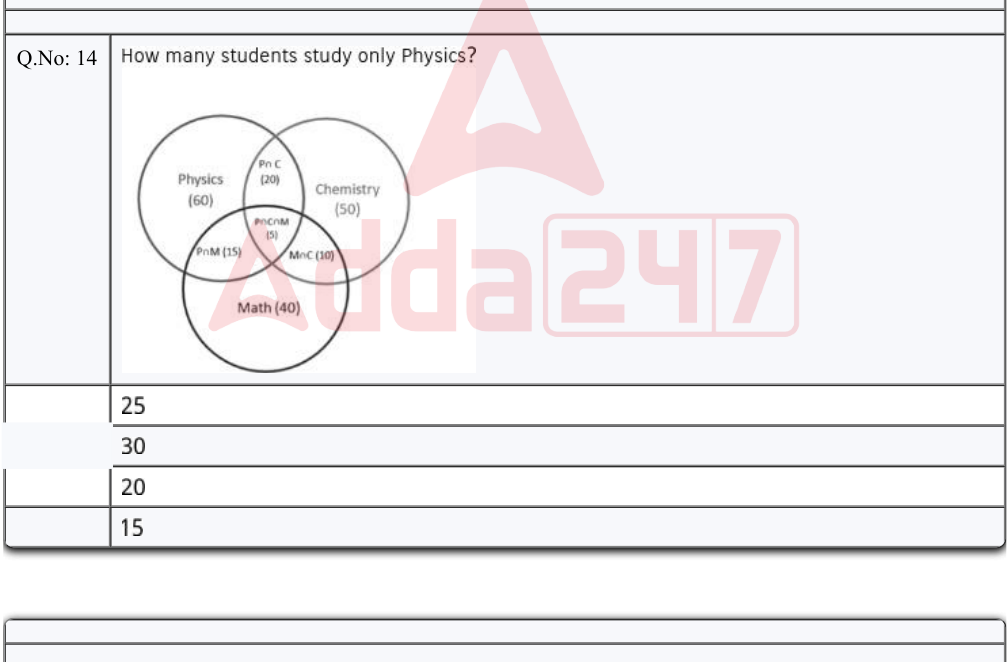 Q.No: 14
How many students study only Physics?
P∩ C
(20)
Physics
(60)
Chemistry
(50)
P∩C∩M
(5)
P∩M (15)
M∩C (10)
Math (40)
Adda247
25
30
20
15